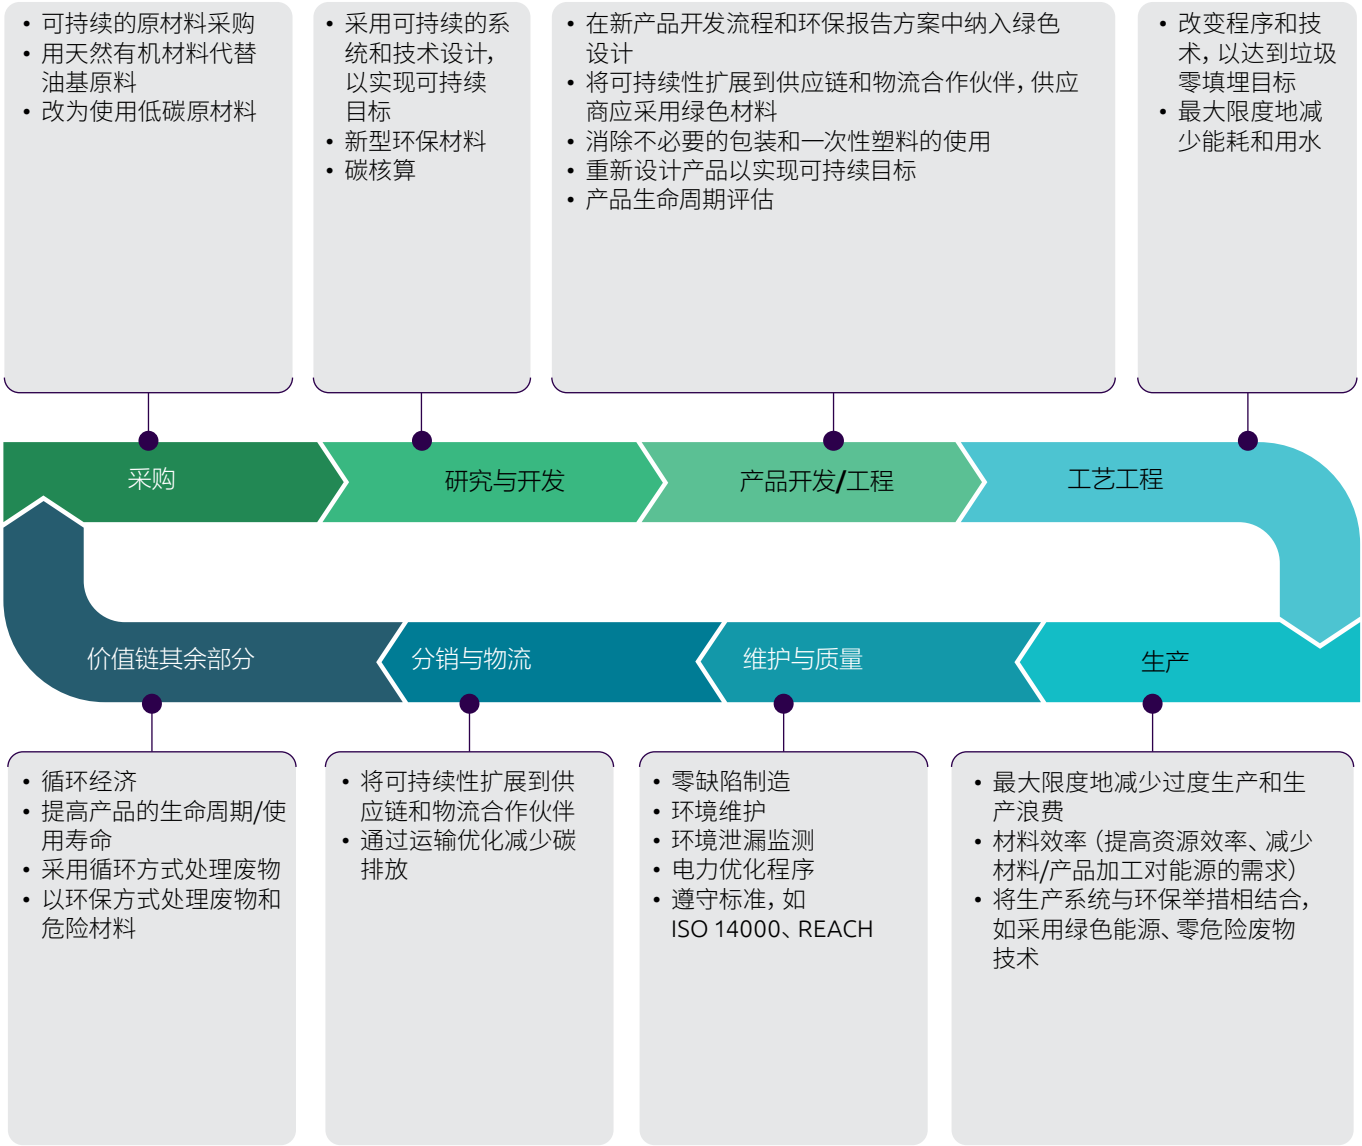 • 可持续的原材料采购
• 用天然有机材料代替
油基原料
• 改为使用低碳原材料
• 采用可持续的系
统和技术设计，
以实现可持续
目标
• 新型环保材料
• 碳核算
• 在新产品开发流程和环保报告方案中纳入绿色
设计
• 将可持续性扩展到供应链和物流合作伙伴，供应
商应采用绿色材料
• 消除不必要的包装和一次性塑料的使用
• 重新设计产品以实现可持续目标
• 产品生命周期评估
• 改变程序和技
术，以达到垃圾
零填埋目标
• 最大限度地减
少能耗和用水
采购
研究与开发
产品开发/工程
工艺工程
价值链其余部分
分销与物流
维护与质量
生产
• 循环经济
• 提高产品的生命周期/使
用寿命
• 采用循环方式处理废物
• 以环保方式处理废物和
危险材料
• 将可持续性扩展到供
应链和物流合作伙伴
• 通过运输优化减少碳
排放
• 零缺陷制造
• 环境维护
• 环境泄漏监测
• 电力优化程序
• 遵守标准，如
ISO 14000、REACH
• 最大限度地减少过度生产和生
产浪费
• 材料效率（提高资源效率、减少
材料/产品加工对能源的需求）
• 将生产系统与环保举措相结合，
如采用绿色能源、零危险废物
技术